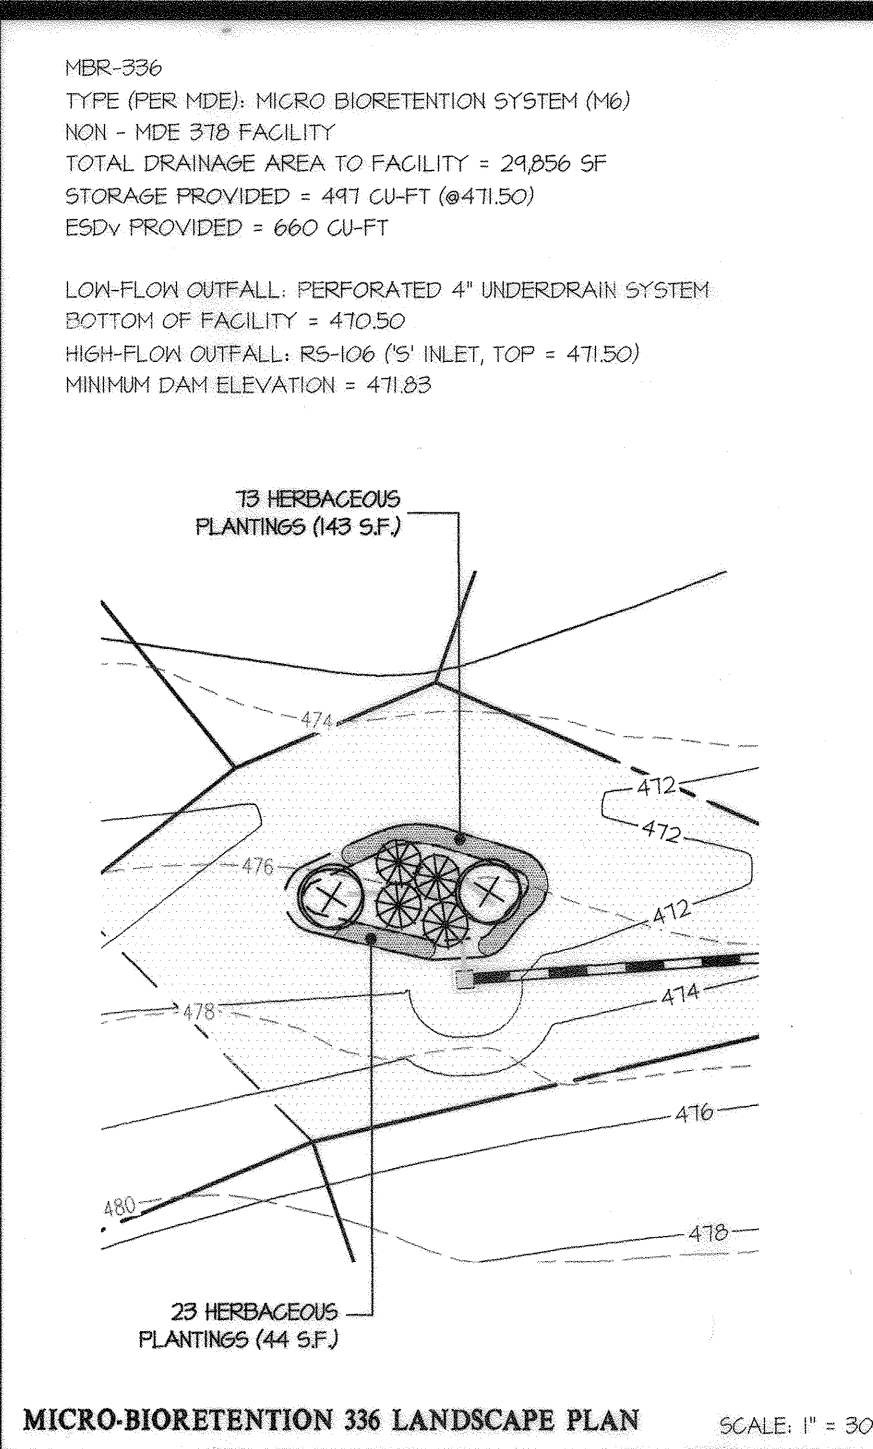 MBR-336
TYPE (PER MDE): MICRO BIORETENTION SYSTEM (M6)
NON - MDE 378 FACILITY
TOTAL DRAINAGE AREA TO FACILITY = 29,856 SF
STORAGE PROVIDED = 497 CU-FT (@471.50)
ESDv PROVIDED = 660 CU-FT
LOW-FLOW OUTFALL: PERFORATED 4" UNDERDRAIN SYSTEM
BOTTOM OF FACILITY = 470.50
HIGH-FLOW OUTFALL: RS-106 ('S' INLET, TOP = 471.50)
MINIMUM DAM ELEVATION = 471.83
73 HERBACEOUS
PLANTINGS (143 S.F.)
474
472
472
476
472
474
478
476
480
478
23 HERBACEOUS
PLANTINGS (44 S.F.)
MICRO-BIORETENTION 336 LANDSCAPE PLAN
SCALE: 1" = 30